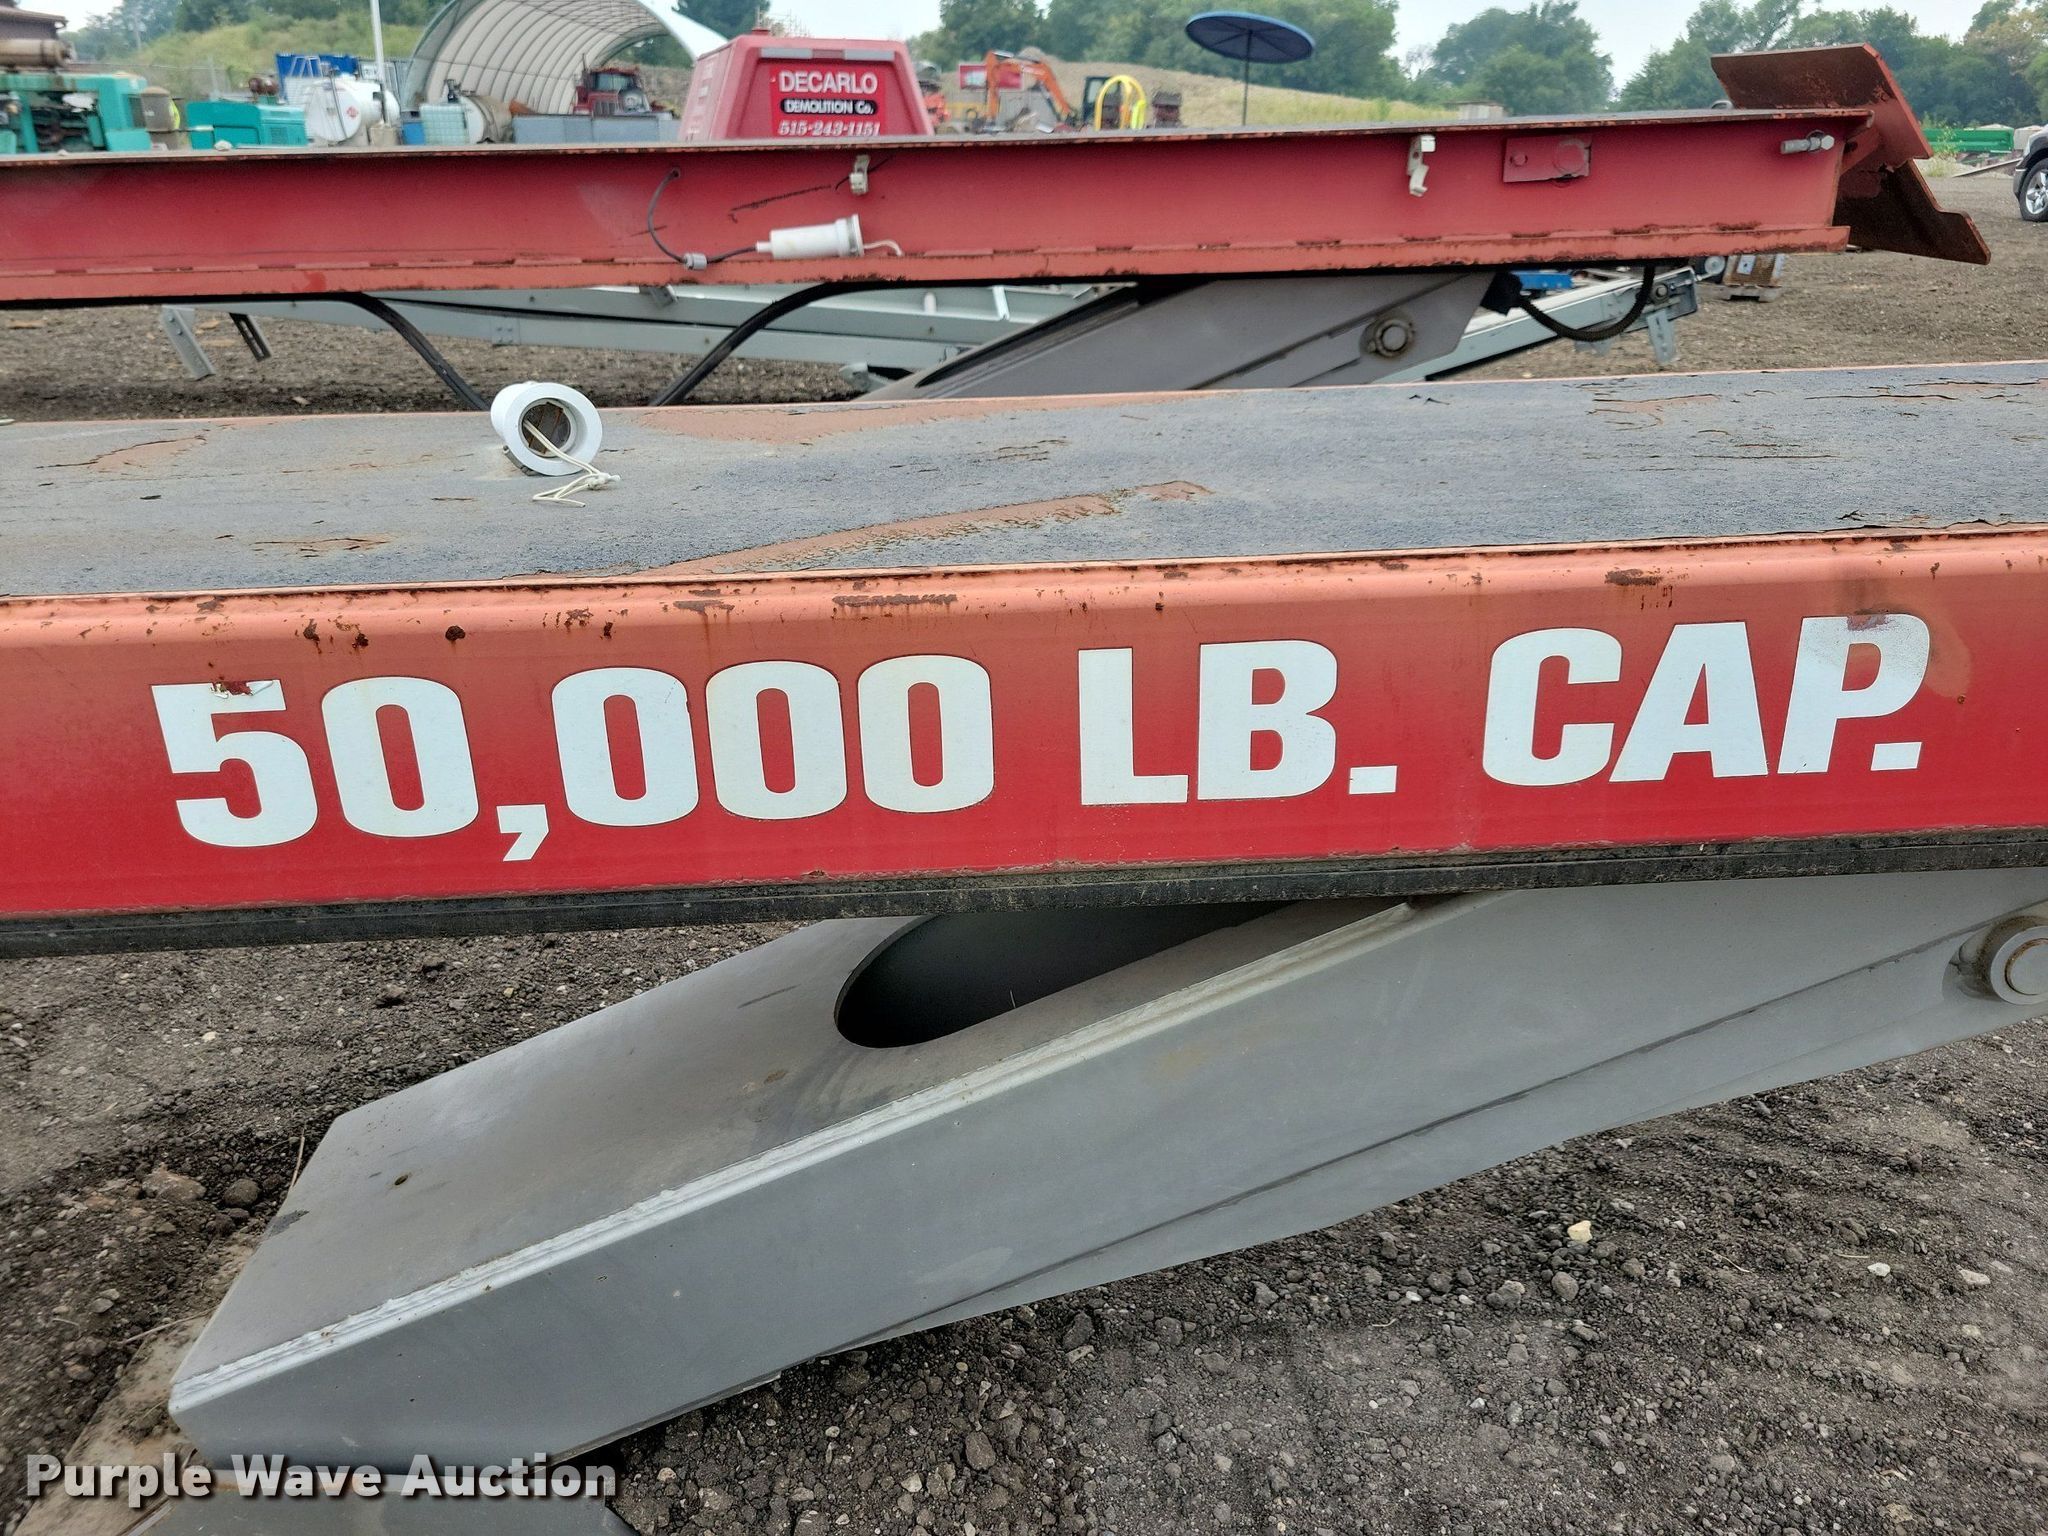 DECARLO
DEMOLITION Co.
515-243-1151
50,000 LB. CAP.
Purple Wave Auction